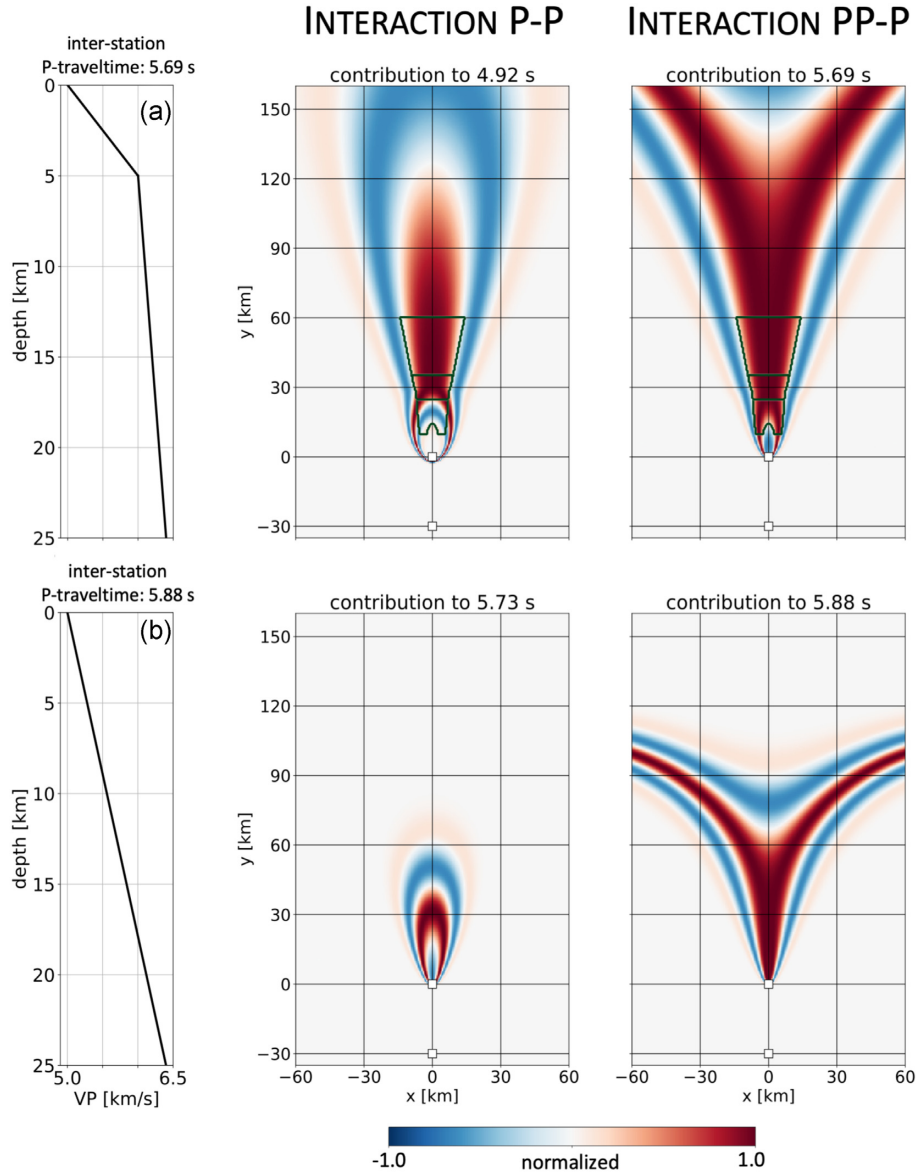 INTERACTION P-P
INTERACTION PP-P
inter-station
P-traveltime: 5.69 s
(a)
0
5
10
15
20
25
depth [km]
contribution to 4.92 s
150
120
90
60
30
0
−30
y [km]
contribution to 5.69 s
inter-station
P-traveltime: 5.88 s
(b)
0
5
10
15
20
25
depth [km]
5.0 6.5
VP [km/s]
contribution to 5.73 s
150
120
90
60
30
0
−30
y [km]
−60 −30 0 30 60
x [km]
contribution to 5.88 s
−60 −30 0 30 60
x [km]
-1.0 normalized 1.0